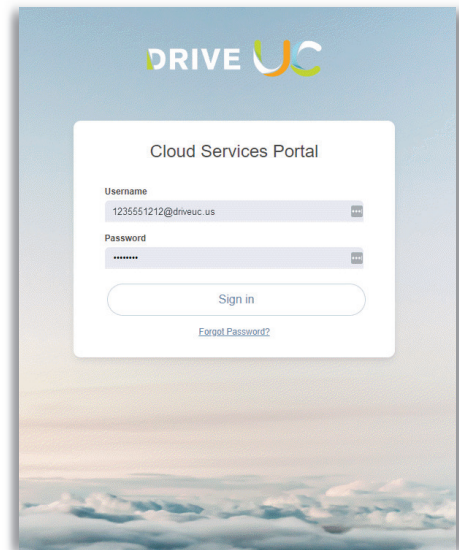 DRIVE UC
Cloud Services Portal
Username
1235551212@driveuc.us
Password
••••••••
Sign in
Forgot Password?